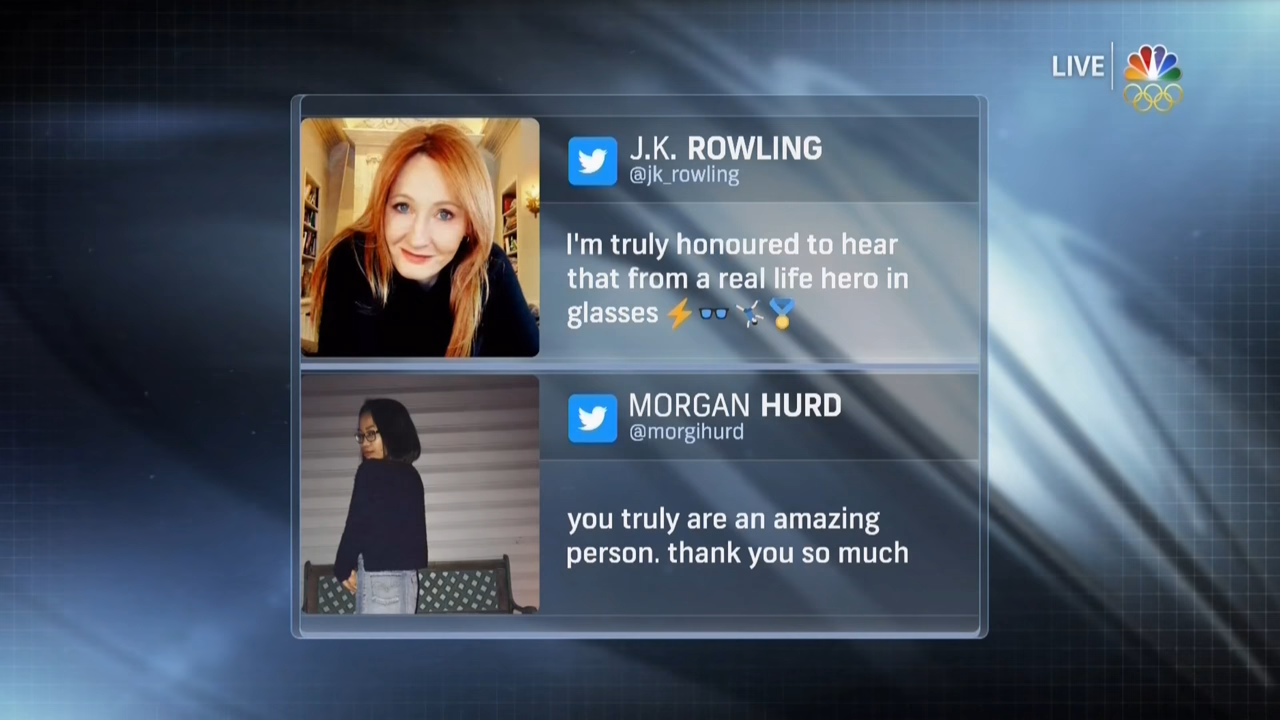 LIVE
J.K. ROWLING
@jk_rowling
I'm truly honoured to hear
that from a real life hero in
glasses ⚡🕶️🤸🏅
MORGAN HURD
@morgihurd
you truly are an amazing
person. thank you so much